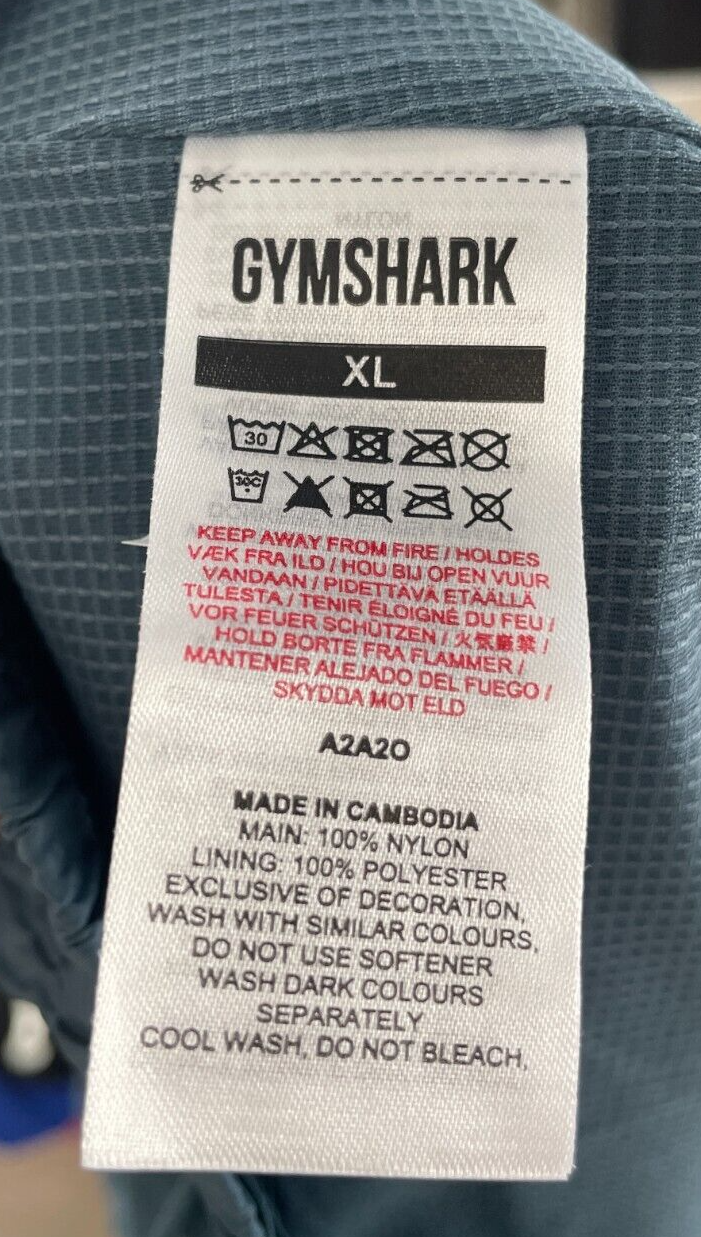 GYMSHARK
XL
30
30C
KEEP AWAY FROM FIRE / HOLDES
VÆK FRA ILD / HOU BIJ OPEN VUUR
VANDAAN / PIDETTÄVÄ ETÄÄLLÄ
TULESTA / TENIR ÉLOIGNÉ DU FEU /
VOR FEUER SCHÜTZEN / 火気厳禁 /
HOLD BORTE FRA FLAMMER /
MANTENER ALEJADO DEL FUEGO /
SKYDDA MOT ELD
A2A2O
MADE IN CAMBODIA
MAIN: 100% NYLON
LINING: 100% POLYESTER
EXCLUSIVE OF DECORATION,
WASH WITH SIMILAR COLOURS,
DO NOT USE SOFTENER
WASH DARK COLOURS
SEPARATELY
COOL WASH, DO NOT BLEACH,